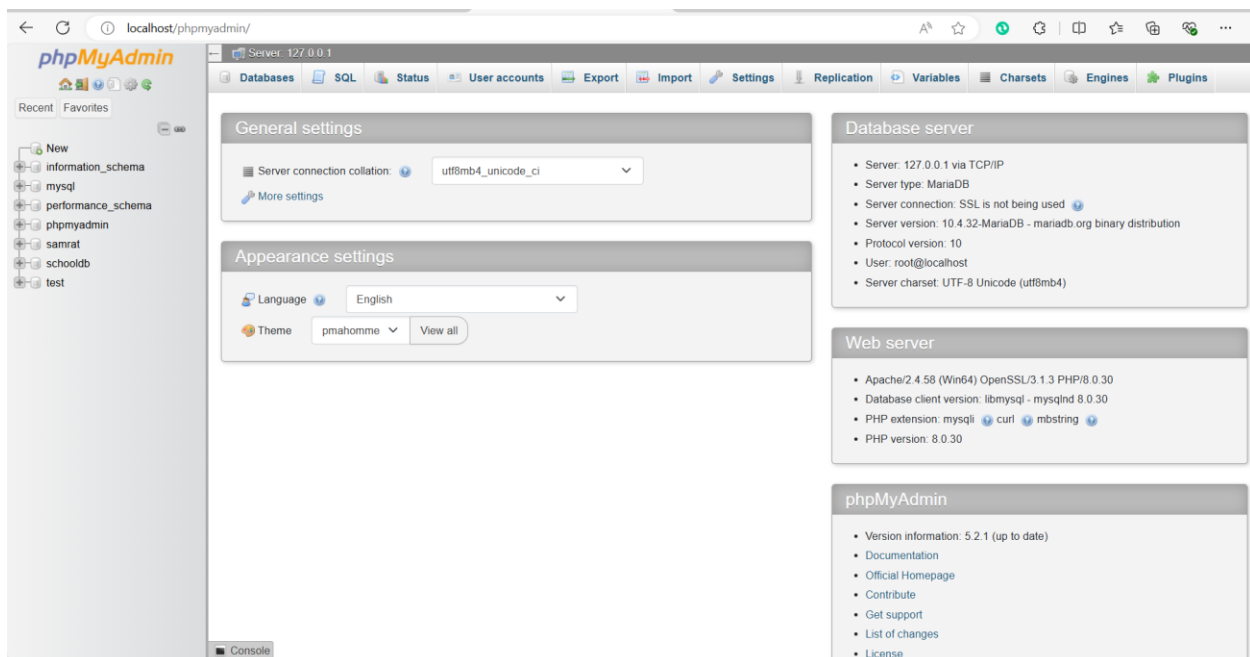 localhost/phpmyadmin/
phpMyAdmin
Recent Favorites
New
information_schema
mysql
performance_schema
phpmyadmin
samrat
schooldb
test
Server: 127.0.0.1
Databases SQL Status User accounts Export Import Settings Replication Variables Charsets Engines Plugins
General settings
Server connection collation: utf8mb4_unicode_ci
More settings
Appearance settings
Language English
Theme pmahomme View all
Database server
Server: 127.0.0.1 via TCP/IP
Server type: MariaDB
Server connection: SSL is not being used
Server version: 10.4.32-MariaDB - mariadb.org binary distribution
Protocol version: 10
User: root@localhost
Server charset: UTF-8 Unicode (utf8mb4)
Web server
Apache/2.4.58 (Win64) OpenSSL/3.1.3 PHP/8.0.30
Database client version: libmysql - mysqlnd 8.0.30
PHP extension: mysqli curl mbstring
PHP version: 8.0.30
phpMyAdmin
Version information: 5.2.1 (up to date)
Documentation
Official Homepage
Contribute
Get support
List of changes
License
Console